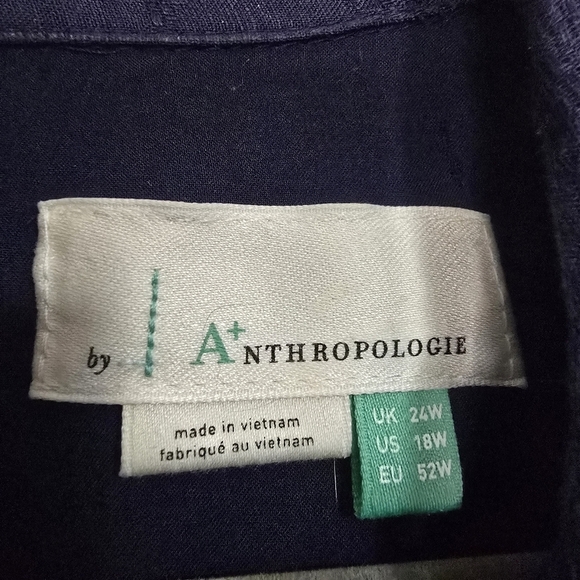 by A+NTHROPOLOGIE
made in vietnam
fabriqué au vietnam
UK 24W
US 18W
EU 52W